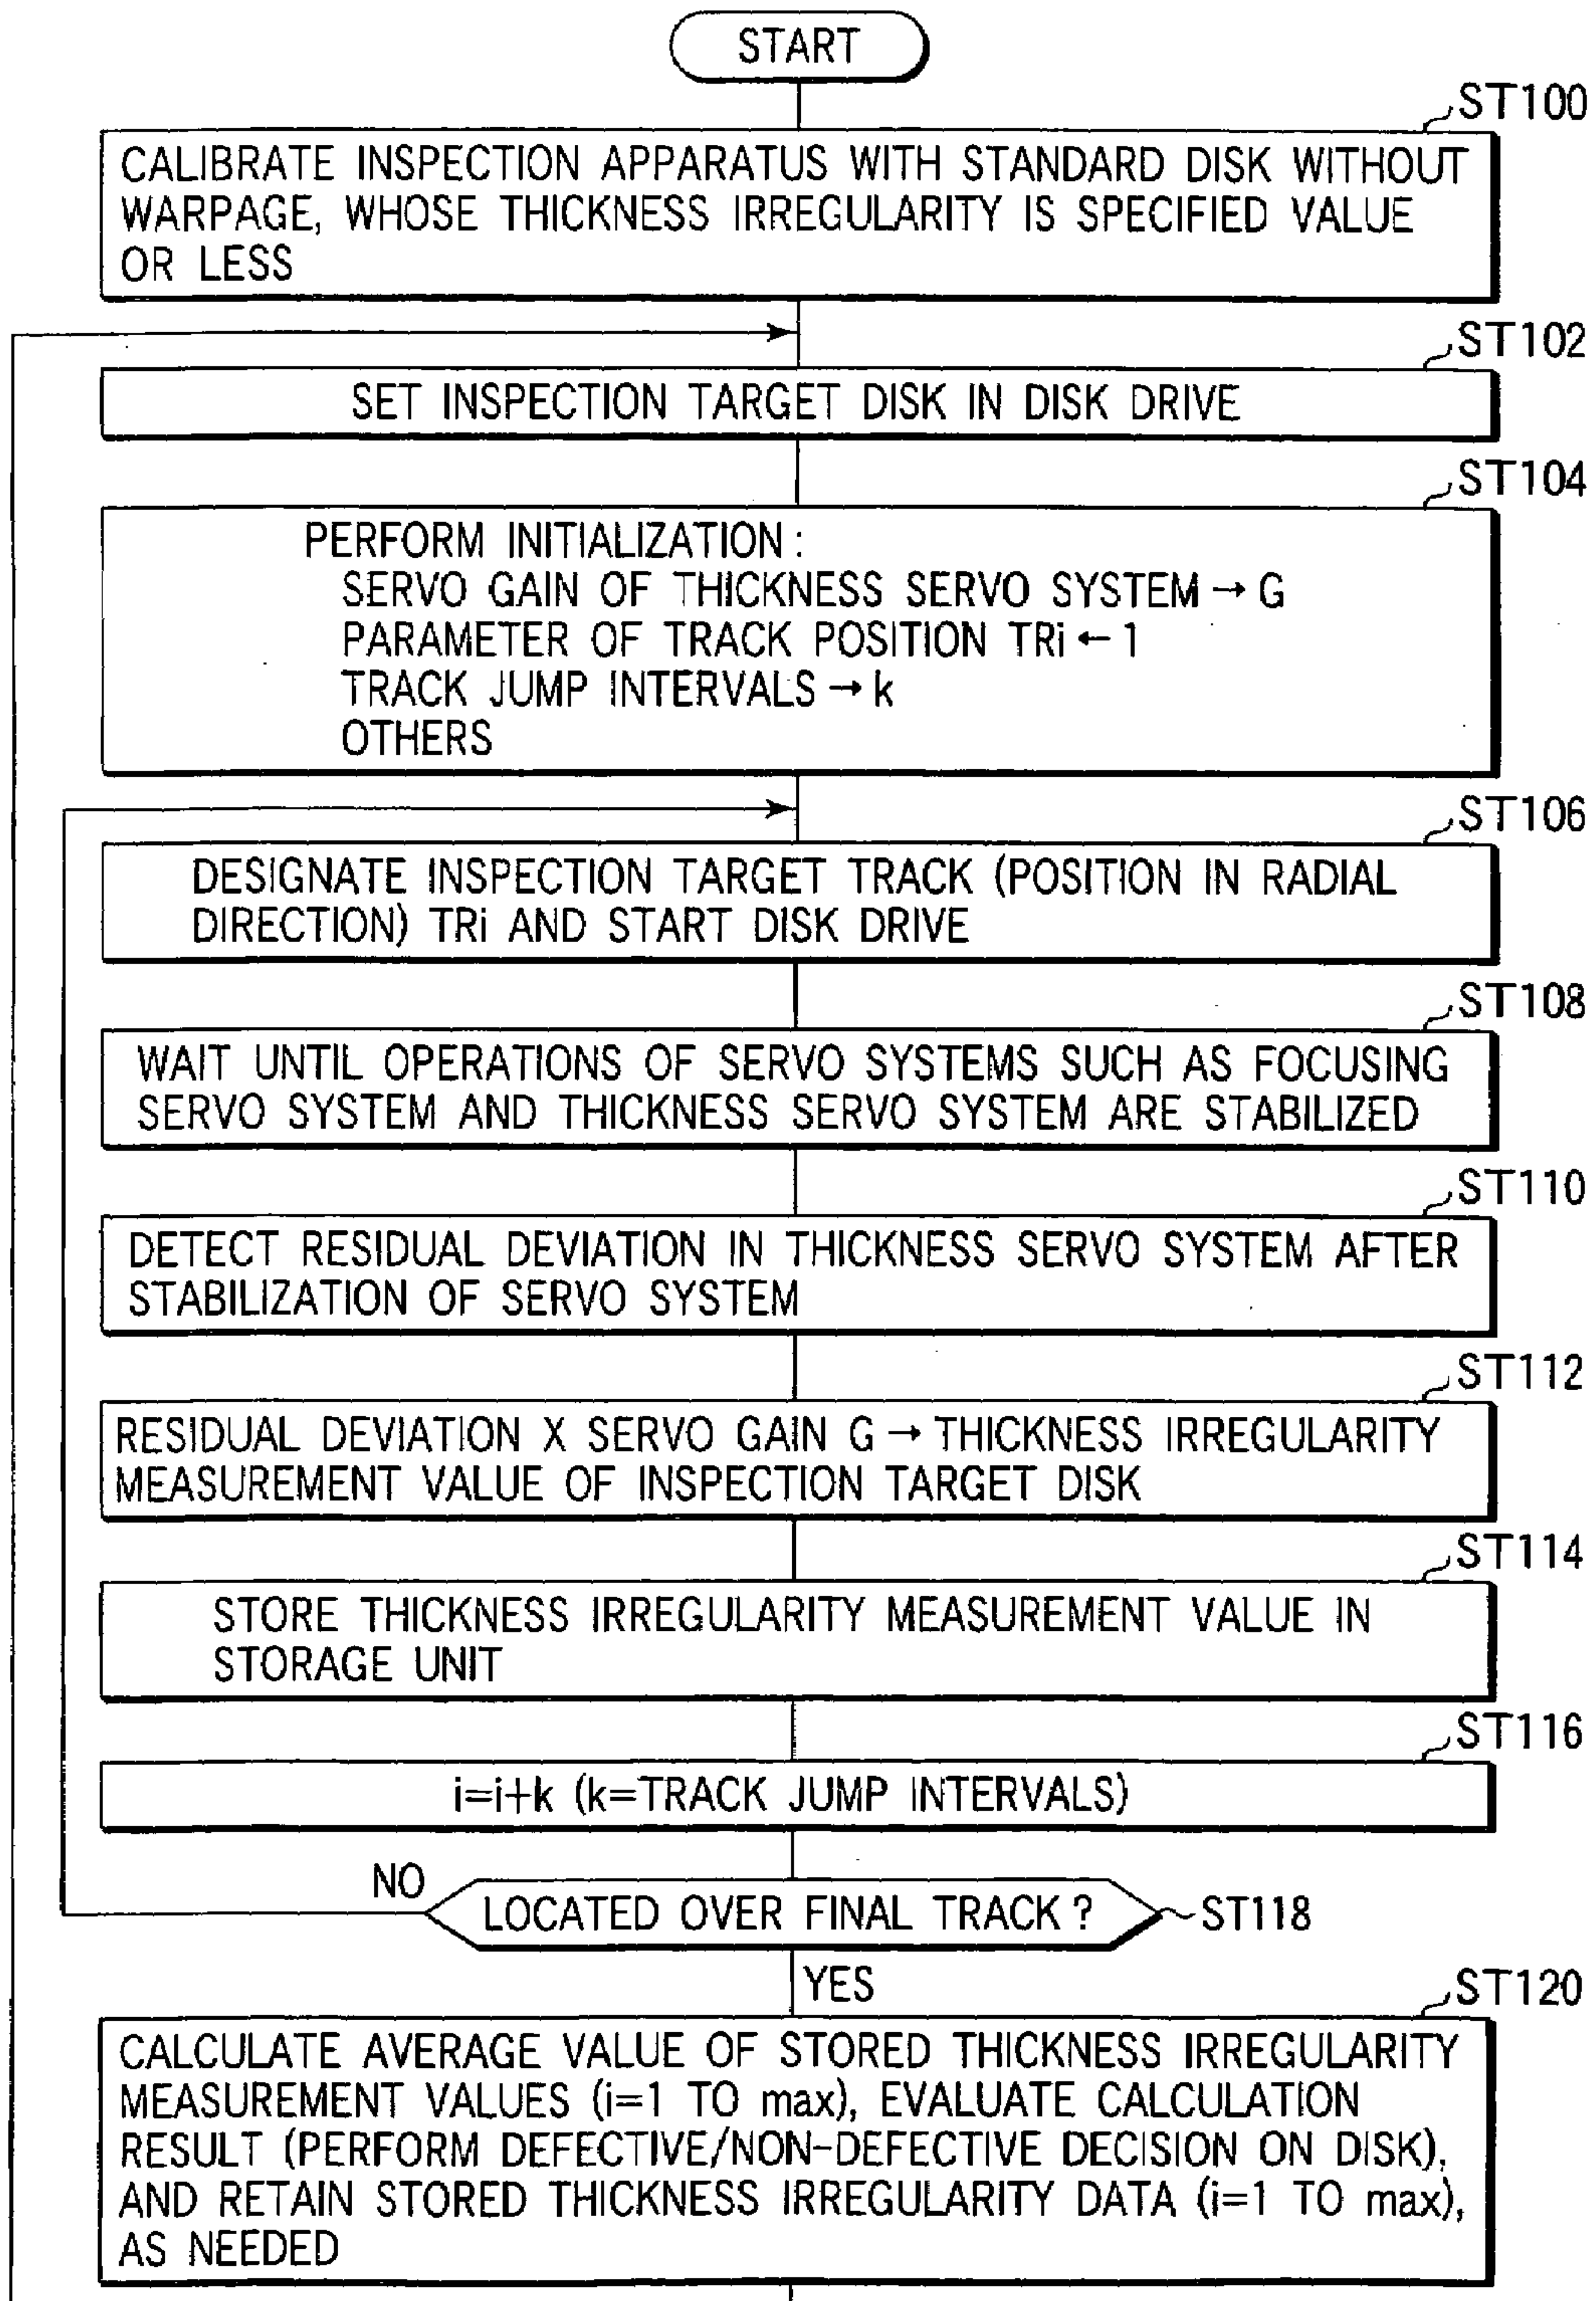 START
ST100
CALIBRATE INSPECTION APPARATUS WITH STANDARD DISK WITHOUT
WARPAGE, WHOSE THICKNESS IRREGULARITY IS SPECIFIED VALUE
OR LESS
ST102
SET INSPECTION TARGET DISK IN DISK DRIVE
ST104
PERFORM INITIALIZATION:
SERVO GAIN OF THICKNESS SERVO SYSTEM → G
PARAMETER OF TRACK POSITION TRi ← 1
TRACK JUMP INTERVALS → k
OTHERS
ST106
DESIGNATE INSPECTION TARGET TRACK (POSITION IN RADIAL
DIRECTION) TRi AND START DISK DRIVE
ST108
WAIT UNTIL OPERATIONS OF SERVO SYSTEMS SUCH AS FOCUSING
SERVO SYSTEM AND THICKNESS SERVO SYSTEM ARE STABILIZED
ST110
DETECT RESIDUAL DEVIATION IN THICKNESS SERVO SYSTEM AFTER
STABILIZATION OF SERVO SYSTEM
ST112
RESIDUAL DEVIATION X SERVO GAIN G → THICKNESS IRREGULARITY
MEASUREMENT VALUE OF INSPECTION TARGET DISK
ST114
STORE THICKNESS IRREGULARITY MEASUREMENT VALUE IN
STORAGE UNIT
ST116
i=i+k (k=TRACK JUMP INTERVALS)
NO
LOCATED OVER FINAL TRACK?
ST118
YES
ST120
CALCULATE AVERAGE VALUE OF STORED THICKNESS IRREGULARITY
MEASUREMENT VALUES (i=1 TO max), EVALUATE CALCULATION
RESULT (PERFORM DEFECTIVE/NON-DEFECTIVE DECISION ON DISK),
AND RETAIN STORED THICKNESS IRREGULARITY DATA (i=1 TO max),
AS NEEDED